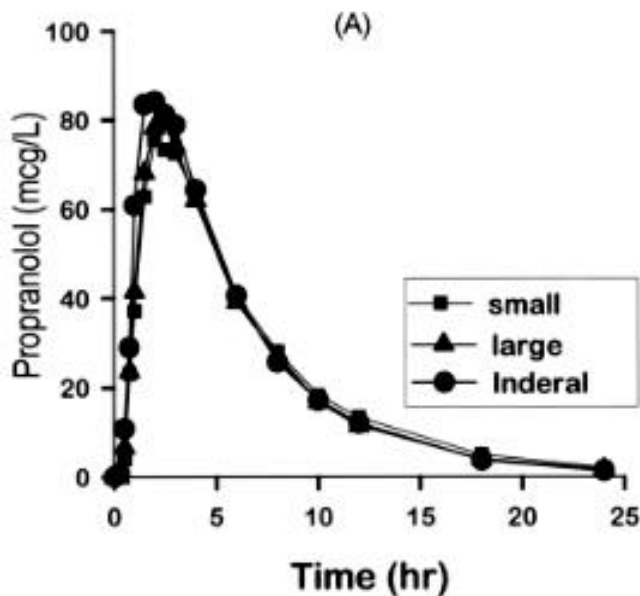 (A)
100
80
60
40
20
0
Propranolol (mcg/L)
small
large
Inderal
0 5 10 15 20 25
Time (hr)